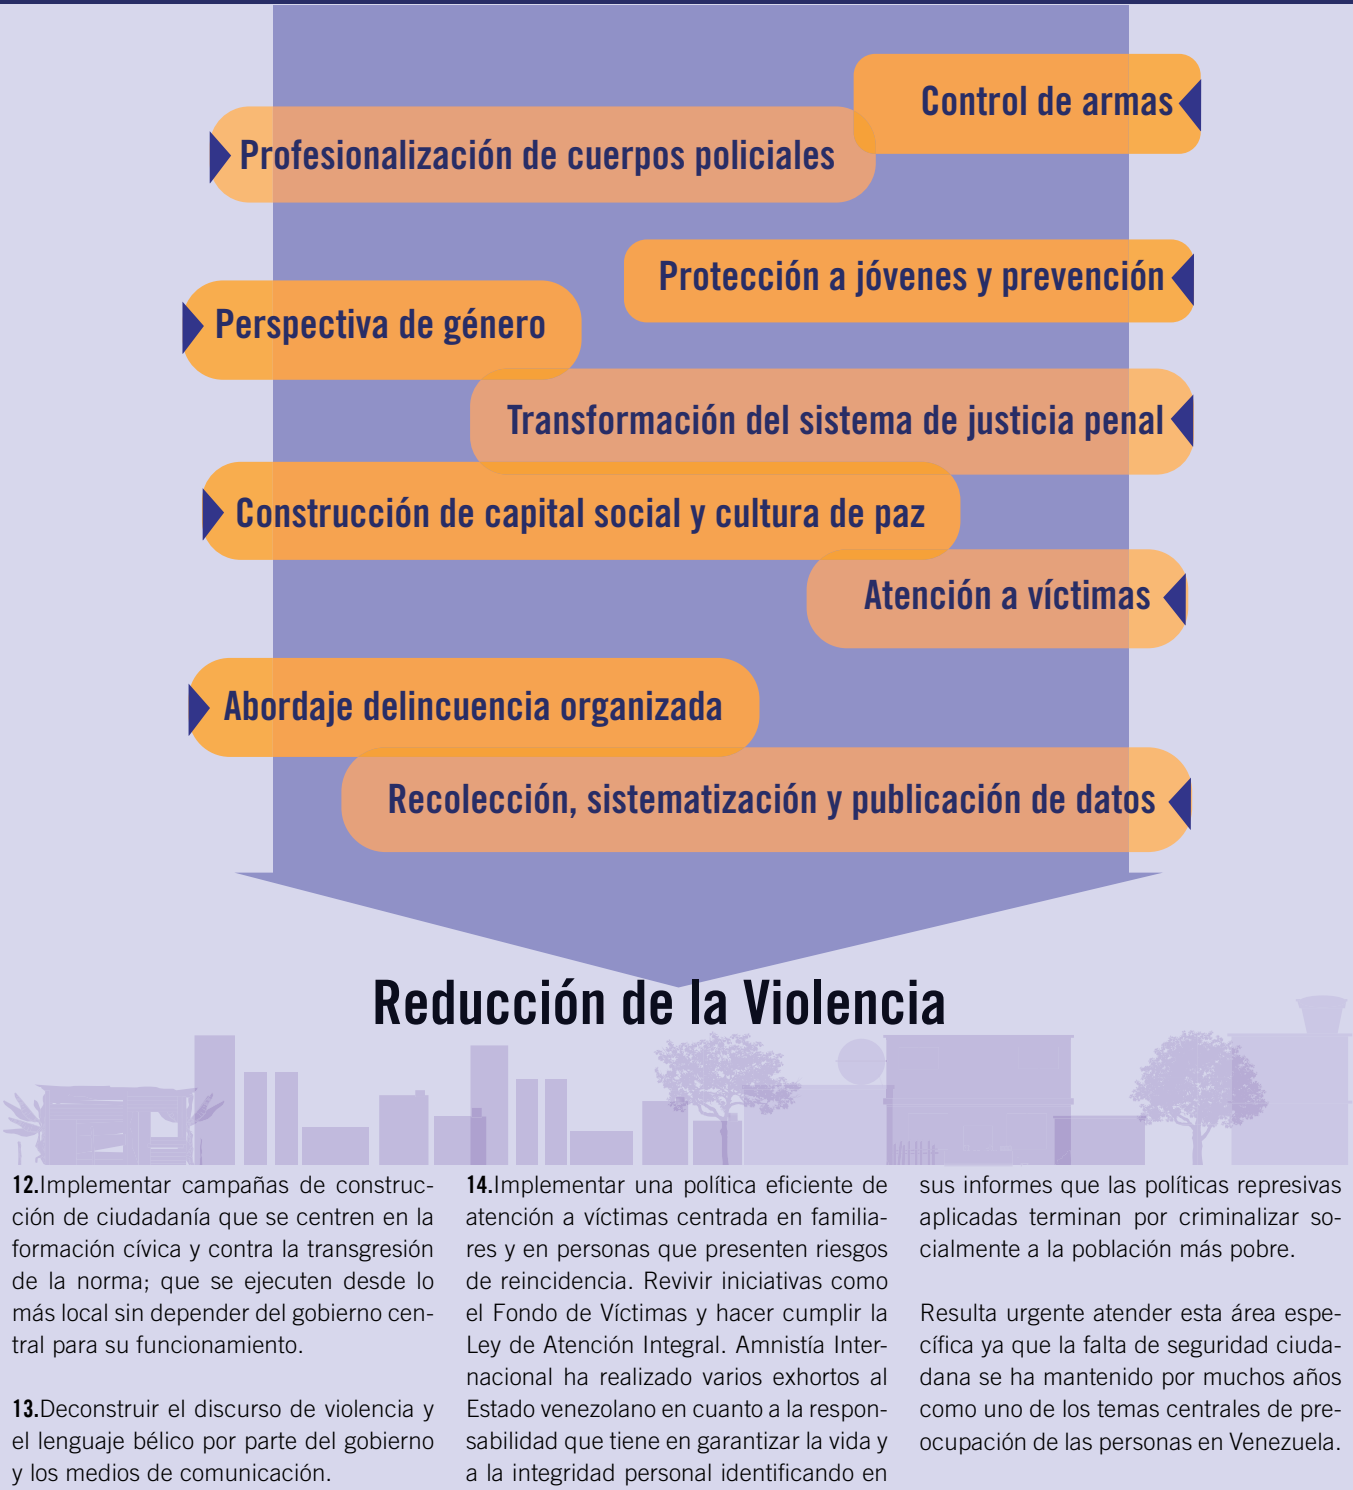 Control de armas
Profesionalización de cuerpos policiales
Protección a jóvenes y prevención
Perspectiva de género
Transformación del sistema de justicia penal
Construcción de capital social y cultura de paz
Atención a víctimas
Abordaje delincuencia organizada
Recolección, sistematización y publicación de datos
Reducción de la Violencia
12.Implementar campañas de construc-
ción de ciudadanía que se centren en la
formación cívica y contra la transgresión
de la norma; que se ejecuten desde lo
más local sin depender del gobierno cen-
tral para su funcionamiento.
13.Deconstruir el discurso de violencia y
el lenguaje bélico por parte del gobierno
y los medios de comunicación.
14.Implementar una política eficiente de
atención a víctimas centrada en familia-
res y en personas que presenten riesgos
de reincidencia. Revivir iniciativas como
el Fondo de Víctimas y hacer cumplir la
Ley de Atención Integral. Amnistía Inter-
nacional ha realizado varios exhortos al
Estado venezolano en cuanto a la respon-
sabilidad que tiene en garantizar la vida y
a la integridad personal identificando en
sus informes que las políticas represivas
aplicadas terminan por criminalizar so-
cialmente a la población más pobre.
Resulta urgente atender esta área espe-
cífica ya que la falta de seguridad ciuda-
dana se ha mantenido por muchos años
como uno de los temas centrales de pre-
ocupación de las personas en Venezuela.